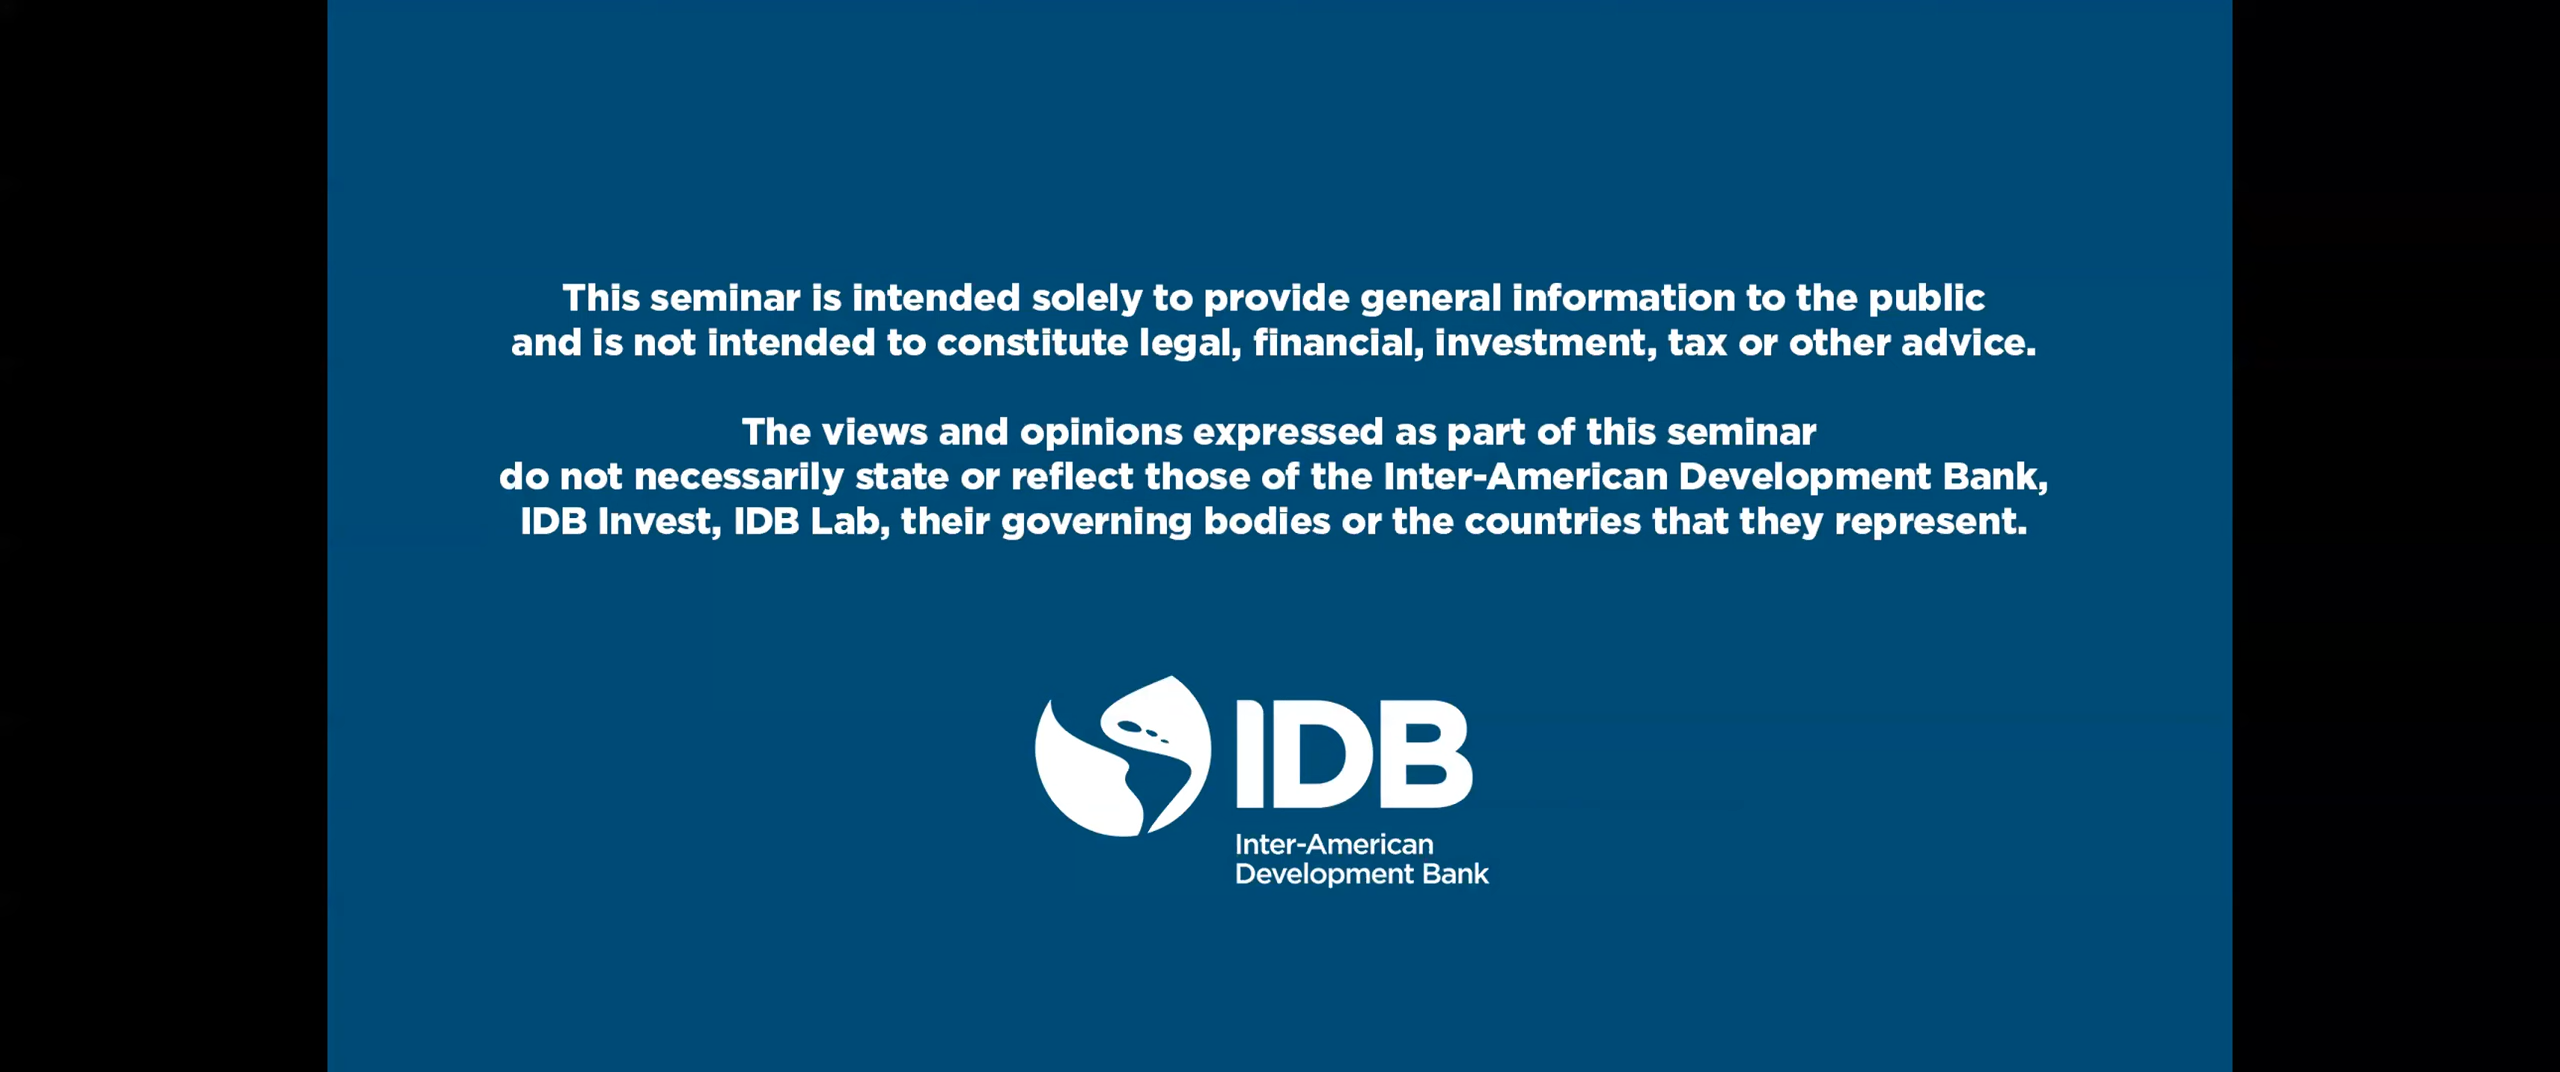 This seminar is intended solely to provide general information to the public
and is not intended to constitute legal, financial, investment, tax or other advice.
The views and opinions expressed as part of this seminar
do not necessarily state or reflect those of the Inter-American Development Bank,
IDB Invest, IDB Lab, their governing bodies or the countries that they represent.
IDB
Inter-American
Development Bank